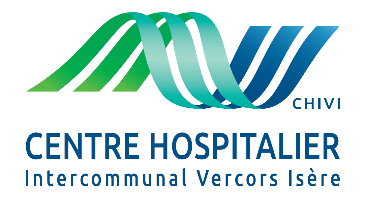 CHIVI
CENTRE HOSPITALIER
Intercommunal Vercors Isère